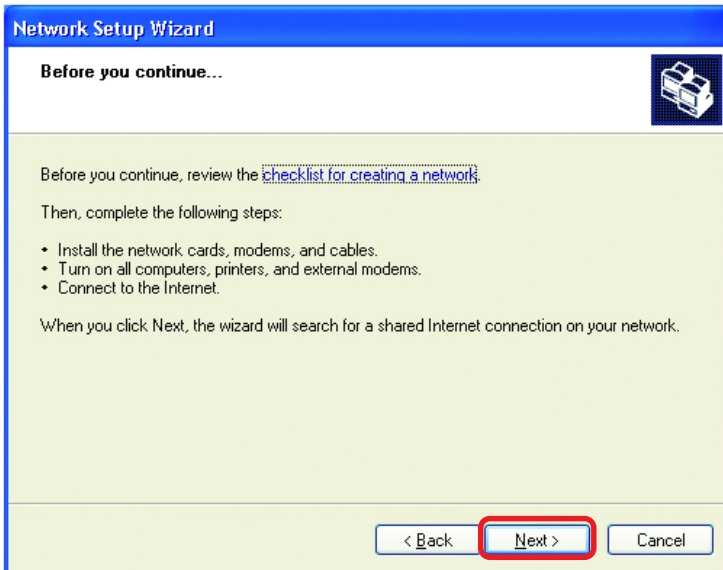 Network Setup Wizard
Before you continue...
Before you continue, review the checklist for creating a network.
Then, complete the following steps:
• Install the network cards, modems, and cables.
• Turn on all computers, printers, and external modems.
• Connect to the Internet.
When you click Next, the wizard will search for a shared Internet connection on your network.
< Back Next > Cancel